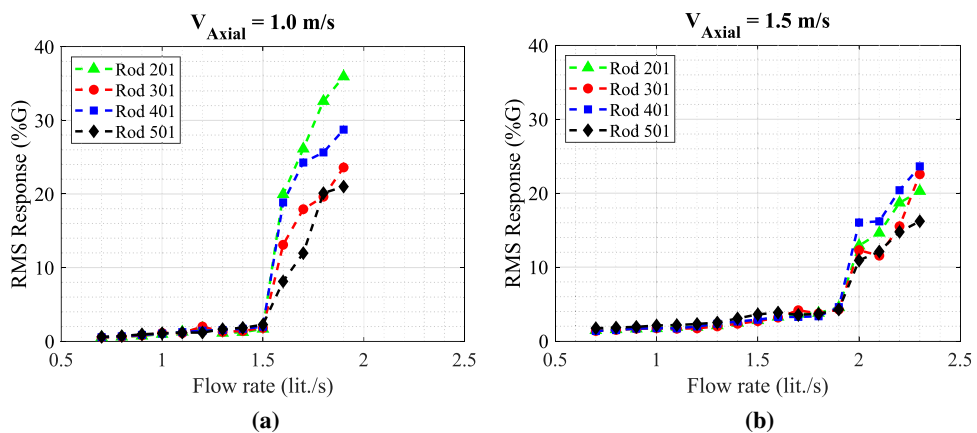 (a)
V_Axial = 1.0 m/s
40
30
20
10
0
RMS Response (%G)
Rod 201
Rod 301
Rod 401
Rod 501
0.5
1
1.5
2
2.5
Flow rate (lit./s)
(a)
(b)
V_Axial = 1.5 m/s
40
30
20
10
0
RMS Response (%G)
Rod 201
Rod 301
Rod 401
Rod 501
0.5
1
1.5
2
2.5
Flow rate (lit./s)
(b)